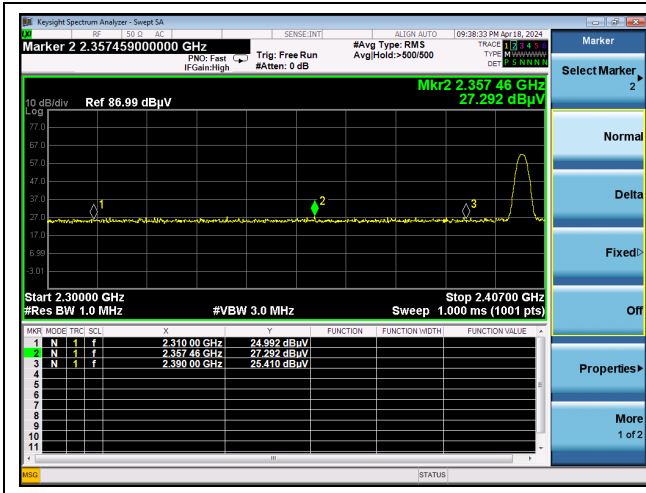 Keysight Spectrum Analyzer - Swept SA
RF 50 Ω AC SENSE:INT ALIGN AUTO 09:38:33 PM Apr 18, 2024
Marker 2 2.357459000000 GHz
PNO: Fast
IFGain:High
Trig: Free Run
#Atten: 0 dB
#Avg Type: RMS
Avg|Hold:>500/500
TRACE 1 2 3 4 5 6
TYPE M
DET P S N N N N
Mkr2 2.357 46 GHz
27.292 dBµV
10 dB/div Ref 86.99 dBµV
Log
77.0
67.0
57.0
47.0
37.0
27.0
17.0
6.99
-3.01
1
2
3
Start 2.30000 GHz Stop 2.40700 GHz
#Res BW 1.0 MHz #VBW 3.0 MHz Sweep 1.000 ms (1001 pts)
MKR MODE TRC SCL X Y FUNCTION FUNCTION WIDTH FUNCTION VALUE
1 N 1 f 2.310 00 GHz 24.992 dBµV
2 N 1 f 2.357 46 GHz 27.292 dBµV
3 N 1 f 2.390 00 GHz 25.410 dBµV
4
5
6
7
8
9
10
11
MSG STATUS
Marker
Select Marker
2
Normal
Delta
Fixed
Off
Properties
More
1 of 2